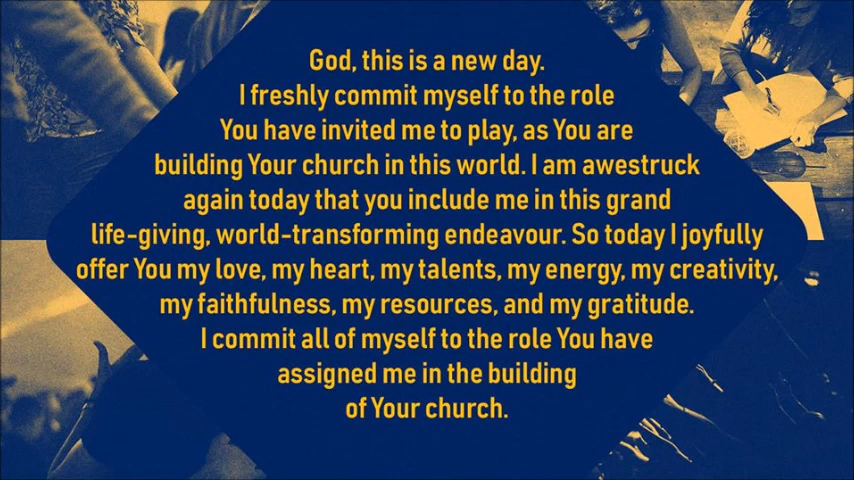 God, this is a new day.
I freshly commit myself to the role
You have invited me to play, as You are
building Your church in this world. I am awestruck
again today that you include me in this grand
life-giving, world-transforming endeavour. So today I joyfully
offer You my love, my heart, my talents, my energy, my creativity,
my faithfulness, my resources, and my gratitude.
I commit all of myself to the role You have
assigned me in the building
of Your church.